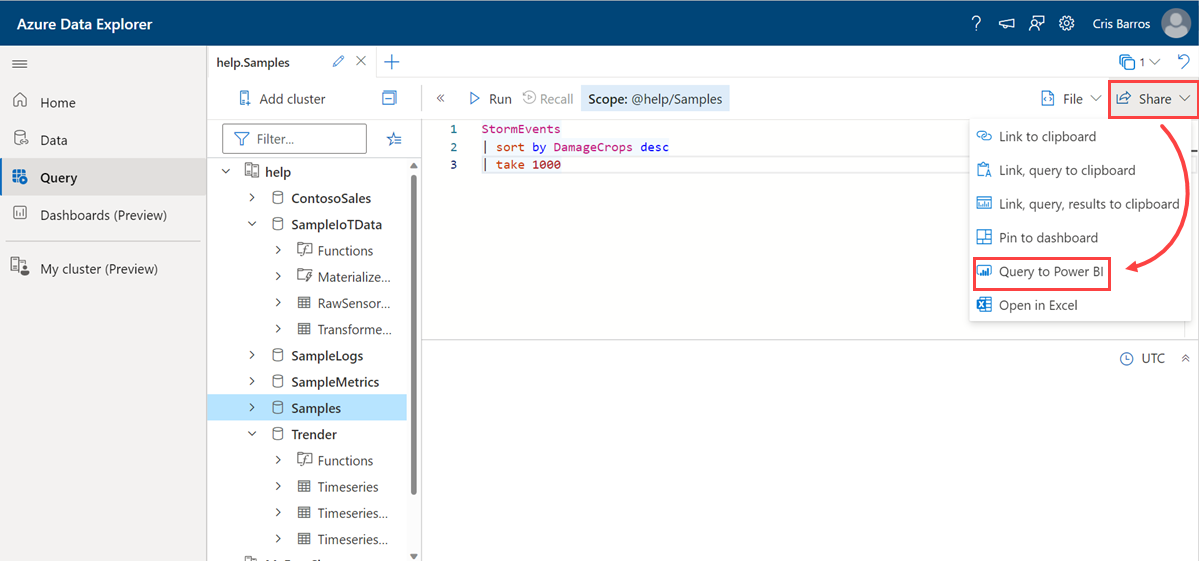 Azure Data Explorer
?
Cris Barros
help.Samples
1
Home
Data
Query
Dashboards (Preview)
My cluster (Preview)
Add cluster
Filter...
help
ContosoSales
SampleIoTData
Functions
Materialize...
RawSensor...
Transforme...
SampleLogs
SampleMetrics
Samples
Trender
Functions
Timeseries
Timeseries...
Timeseries...
Run
Recall
Scope: @help/Samples
File
Share
1 StormEvents
2 | sort by DamageCrops desc
3 | take 1000
Link to clipboard
Link, query to clipboard
Link, query, results to clipboard
Pin to dashboard
Query to Power BI
Open in Excel
UTC